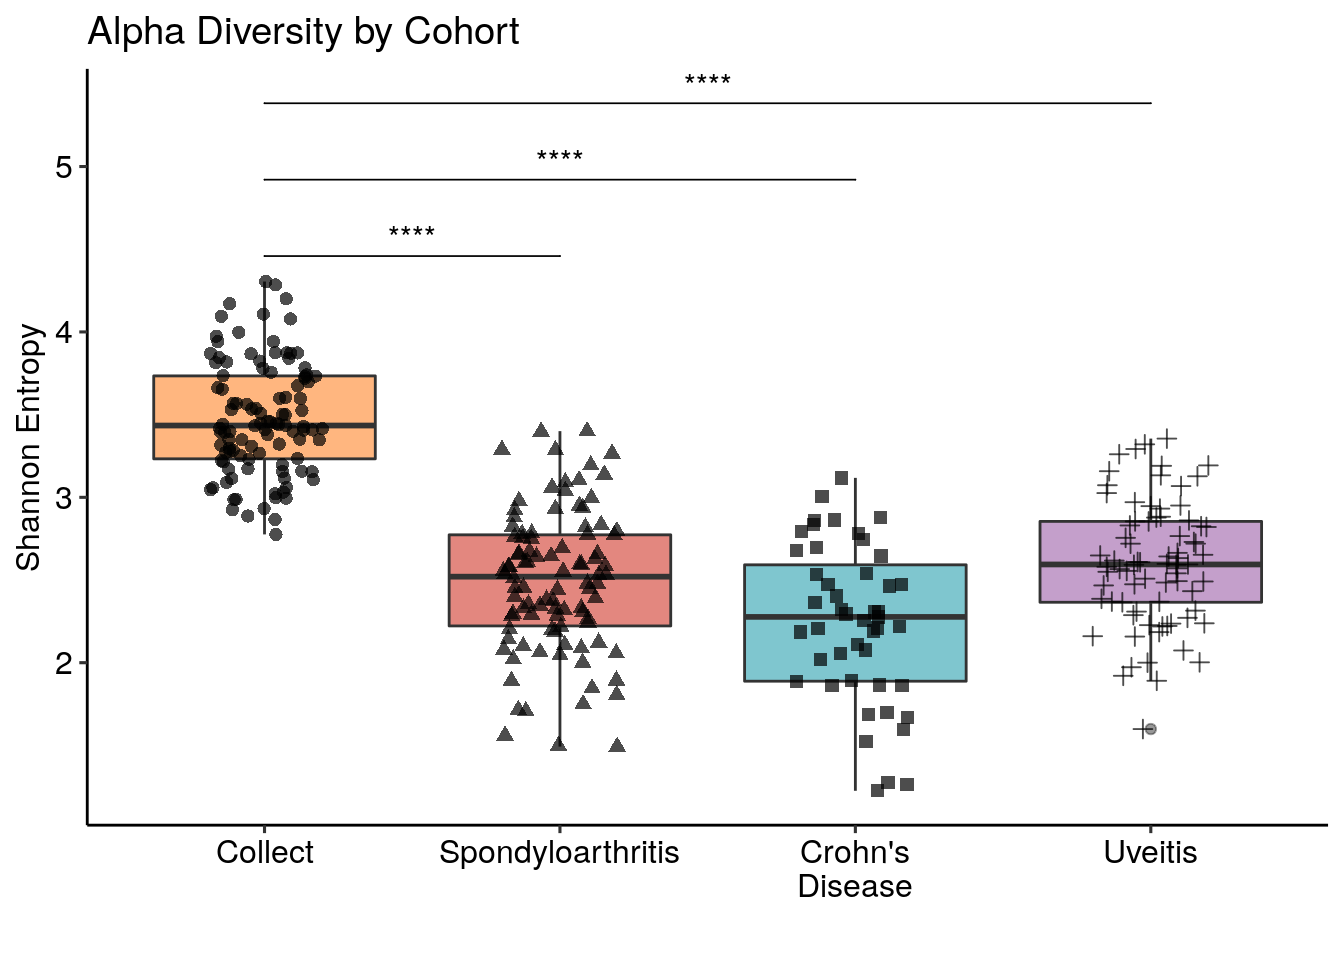 Alpha Diversity by Cohort
****
****
****
5
4
3
2
Shannon Entropy
Collect
Spondyloarthritis
Crohn's
Disease
Uveitis